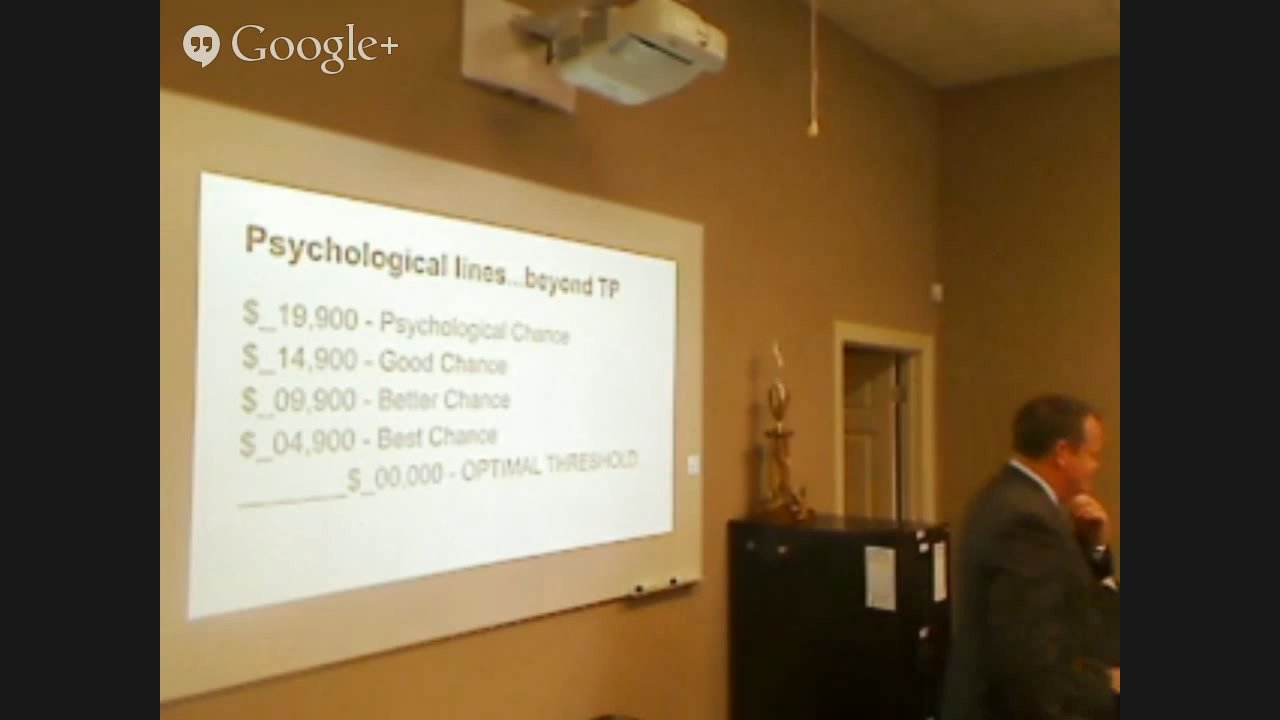 Google+
Psychological lines...beyond TP
$_19,900 - Psychological Chance
$_14,900 - Good Chance
$_09,900 - Better Chance
$_04,900 - Best Chance
_______$_00.000 - OPTIMAL THRESHOLD